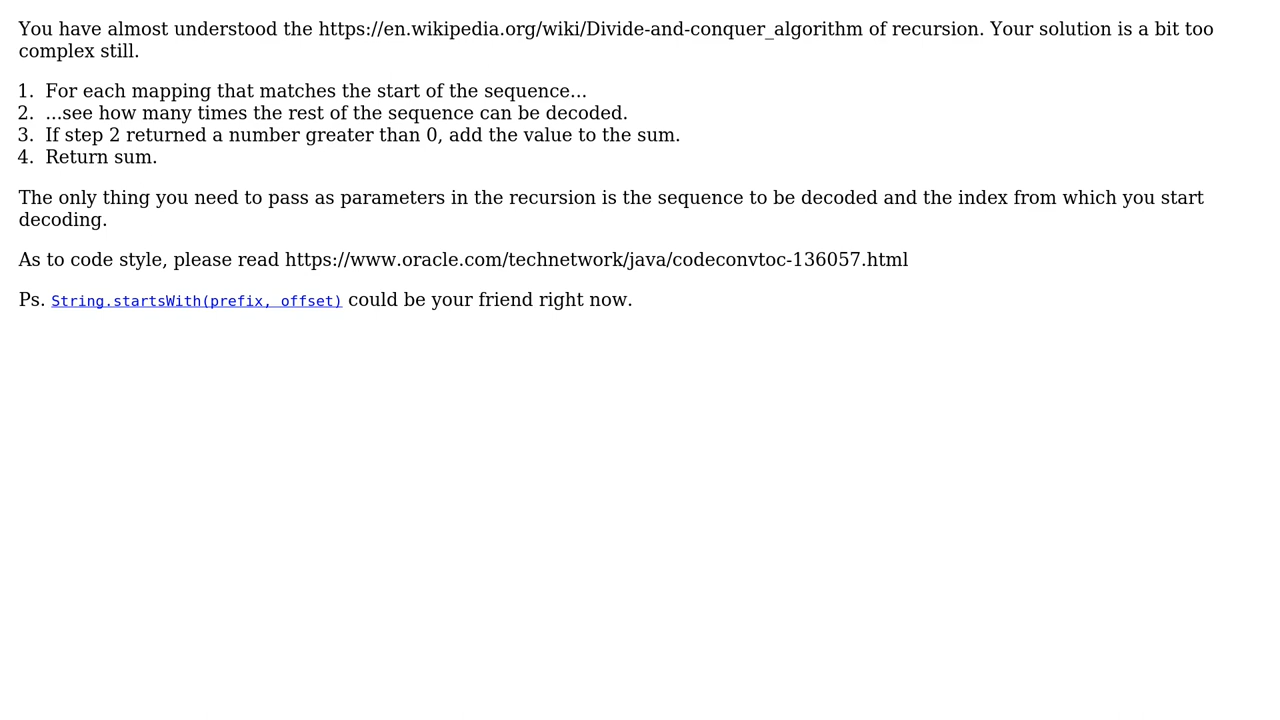 You have almost understood the https://en.wikipedia.org/wiki/Divide-and-conquer_algorithm of recursion. Your solution is a bit too
complex still.
1. For each mapping that matches the start of the sequence...
2. ...see how many times the rest of the sequence can be decoded.
3. If step 2 returned a number greater than 0, add the value to the sum.
4. Return sum.
The only thing you need to pass as parameters in the recursion is the sequence to be decoded and the index from which you start
decoding.
As to code style, please read https://www.oracle.com/technetwork/java/codeconvtoc-136057.html
Ps. String.startsWith(prefix, offset) could be your friend right now.